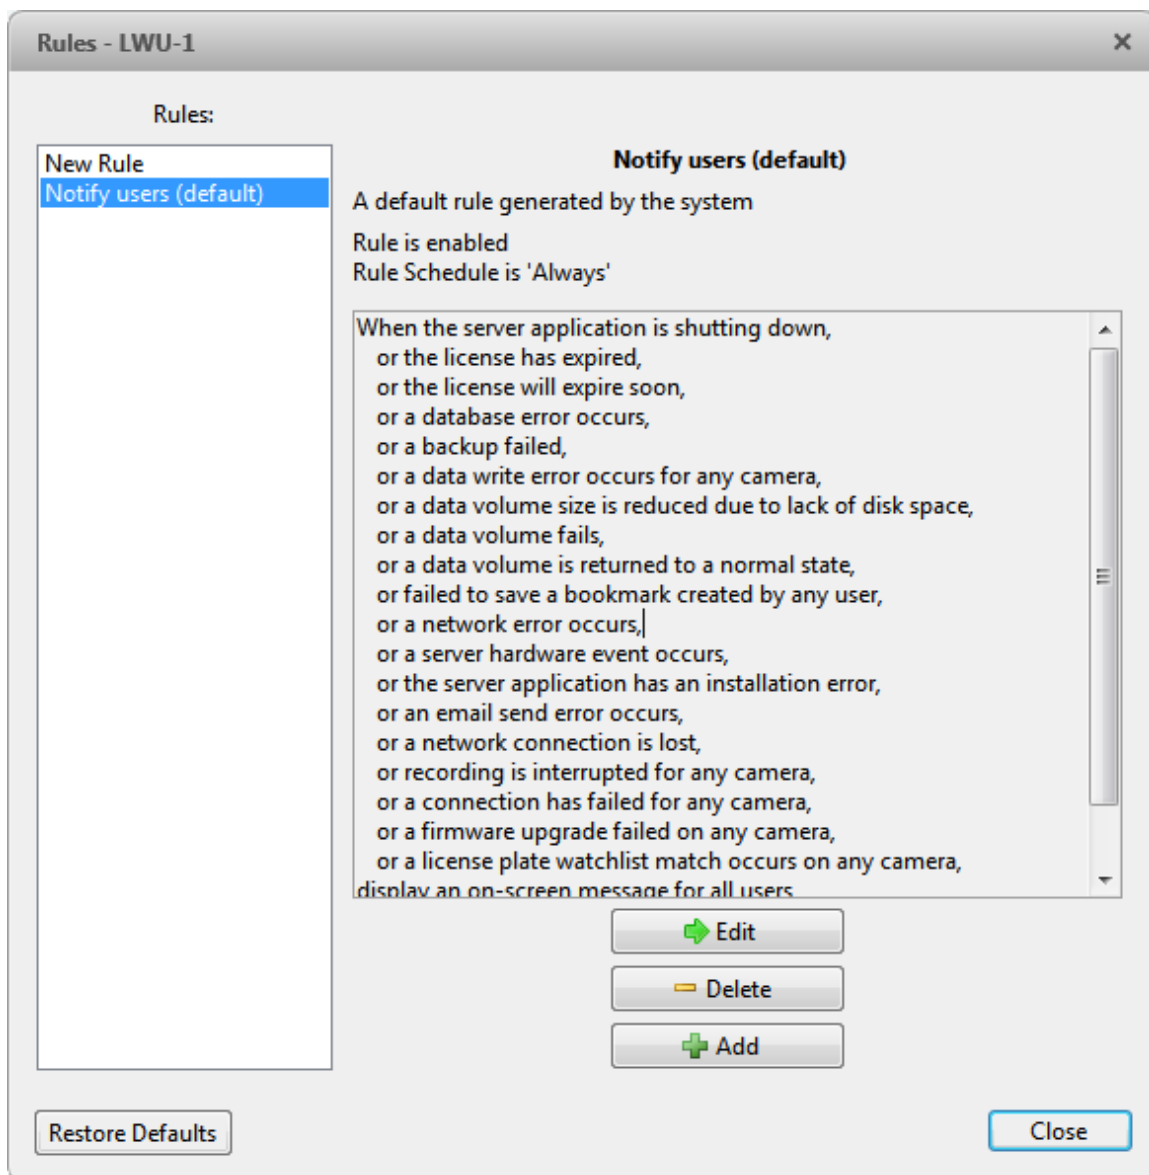 Rules - LWU-1
Rules:
New Rule
Notify users (default)
Notify users (default)
A default rule generated by the system
Rule is enabled
Rule Schedule is 'Always'
When the server application is shutting down,
or the license has expired,
or the license will expire soon,
or a database error occurs,
or a backup failed,
or a data write error occurs for any camera,
or a data volume size is reduced due to lack of disk space,
or a data volume fails,
or a data volume is returned to a normal state,
or failed to save a bookmark created by any user,
or a network error occurs,
or a server hardware event occurs,
or the server application has an installation error,
or an email send error occurs,
or a network connection is lost,
or recording is interrupted for any camera,
or a connection has failed for any camera,
or a firmware upgrade failed on any camera,
or a license plate watchlist match occurs on any camera,
display an on-screen message for all users
Edit
Delete
Add
Restore Defaults
Close